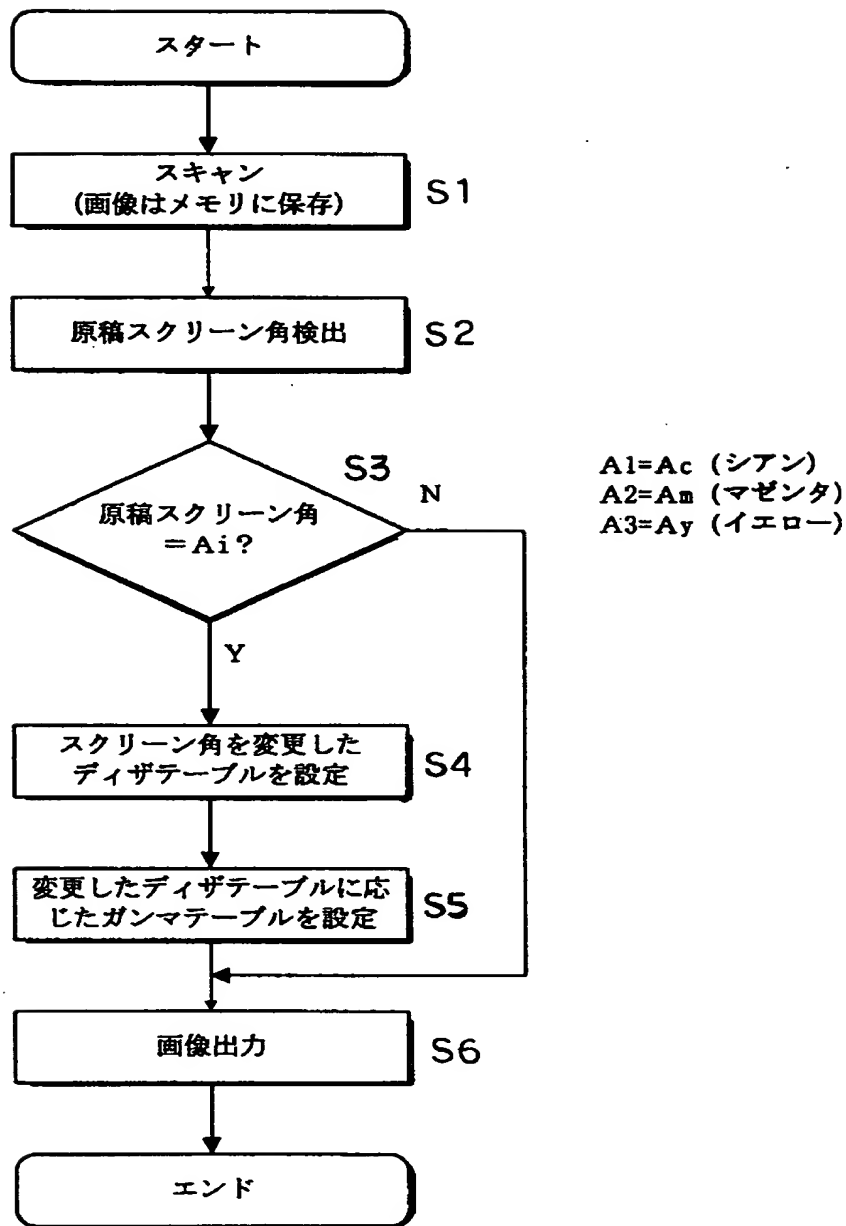 スタート
スキャン
(画像はメモリに保存)
S1
原稿スクリーン角検出
S2
S3
原稿スクリーン角
=Ai?
N
Y
A1=Ac (シアン)
A2=Am (マゼンタ)
A3=Ay (イエロー)
スクリーン角を変更した
ディザテーブルを設定
S4
変更したディザテーブルに応
じたガンマテーブルを設定
S5
画像出力
S6
エンド